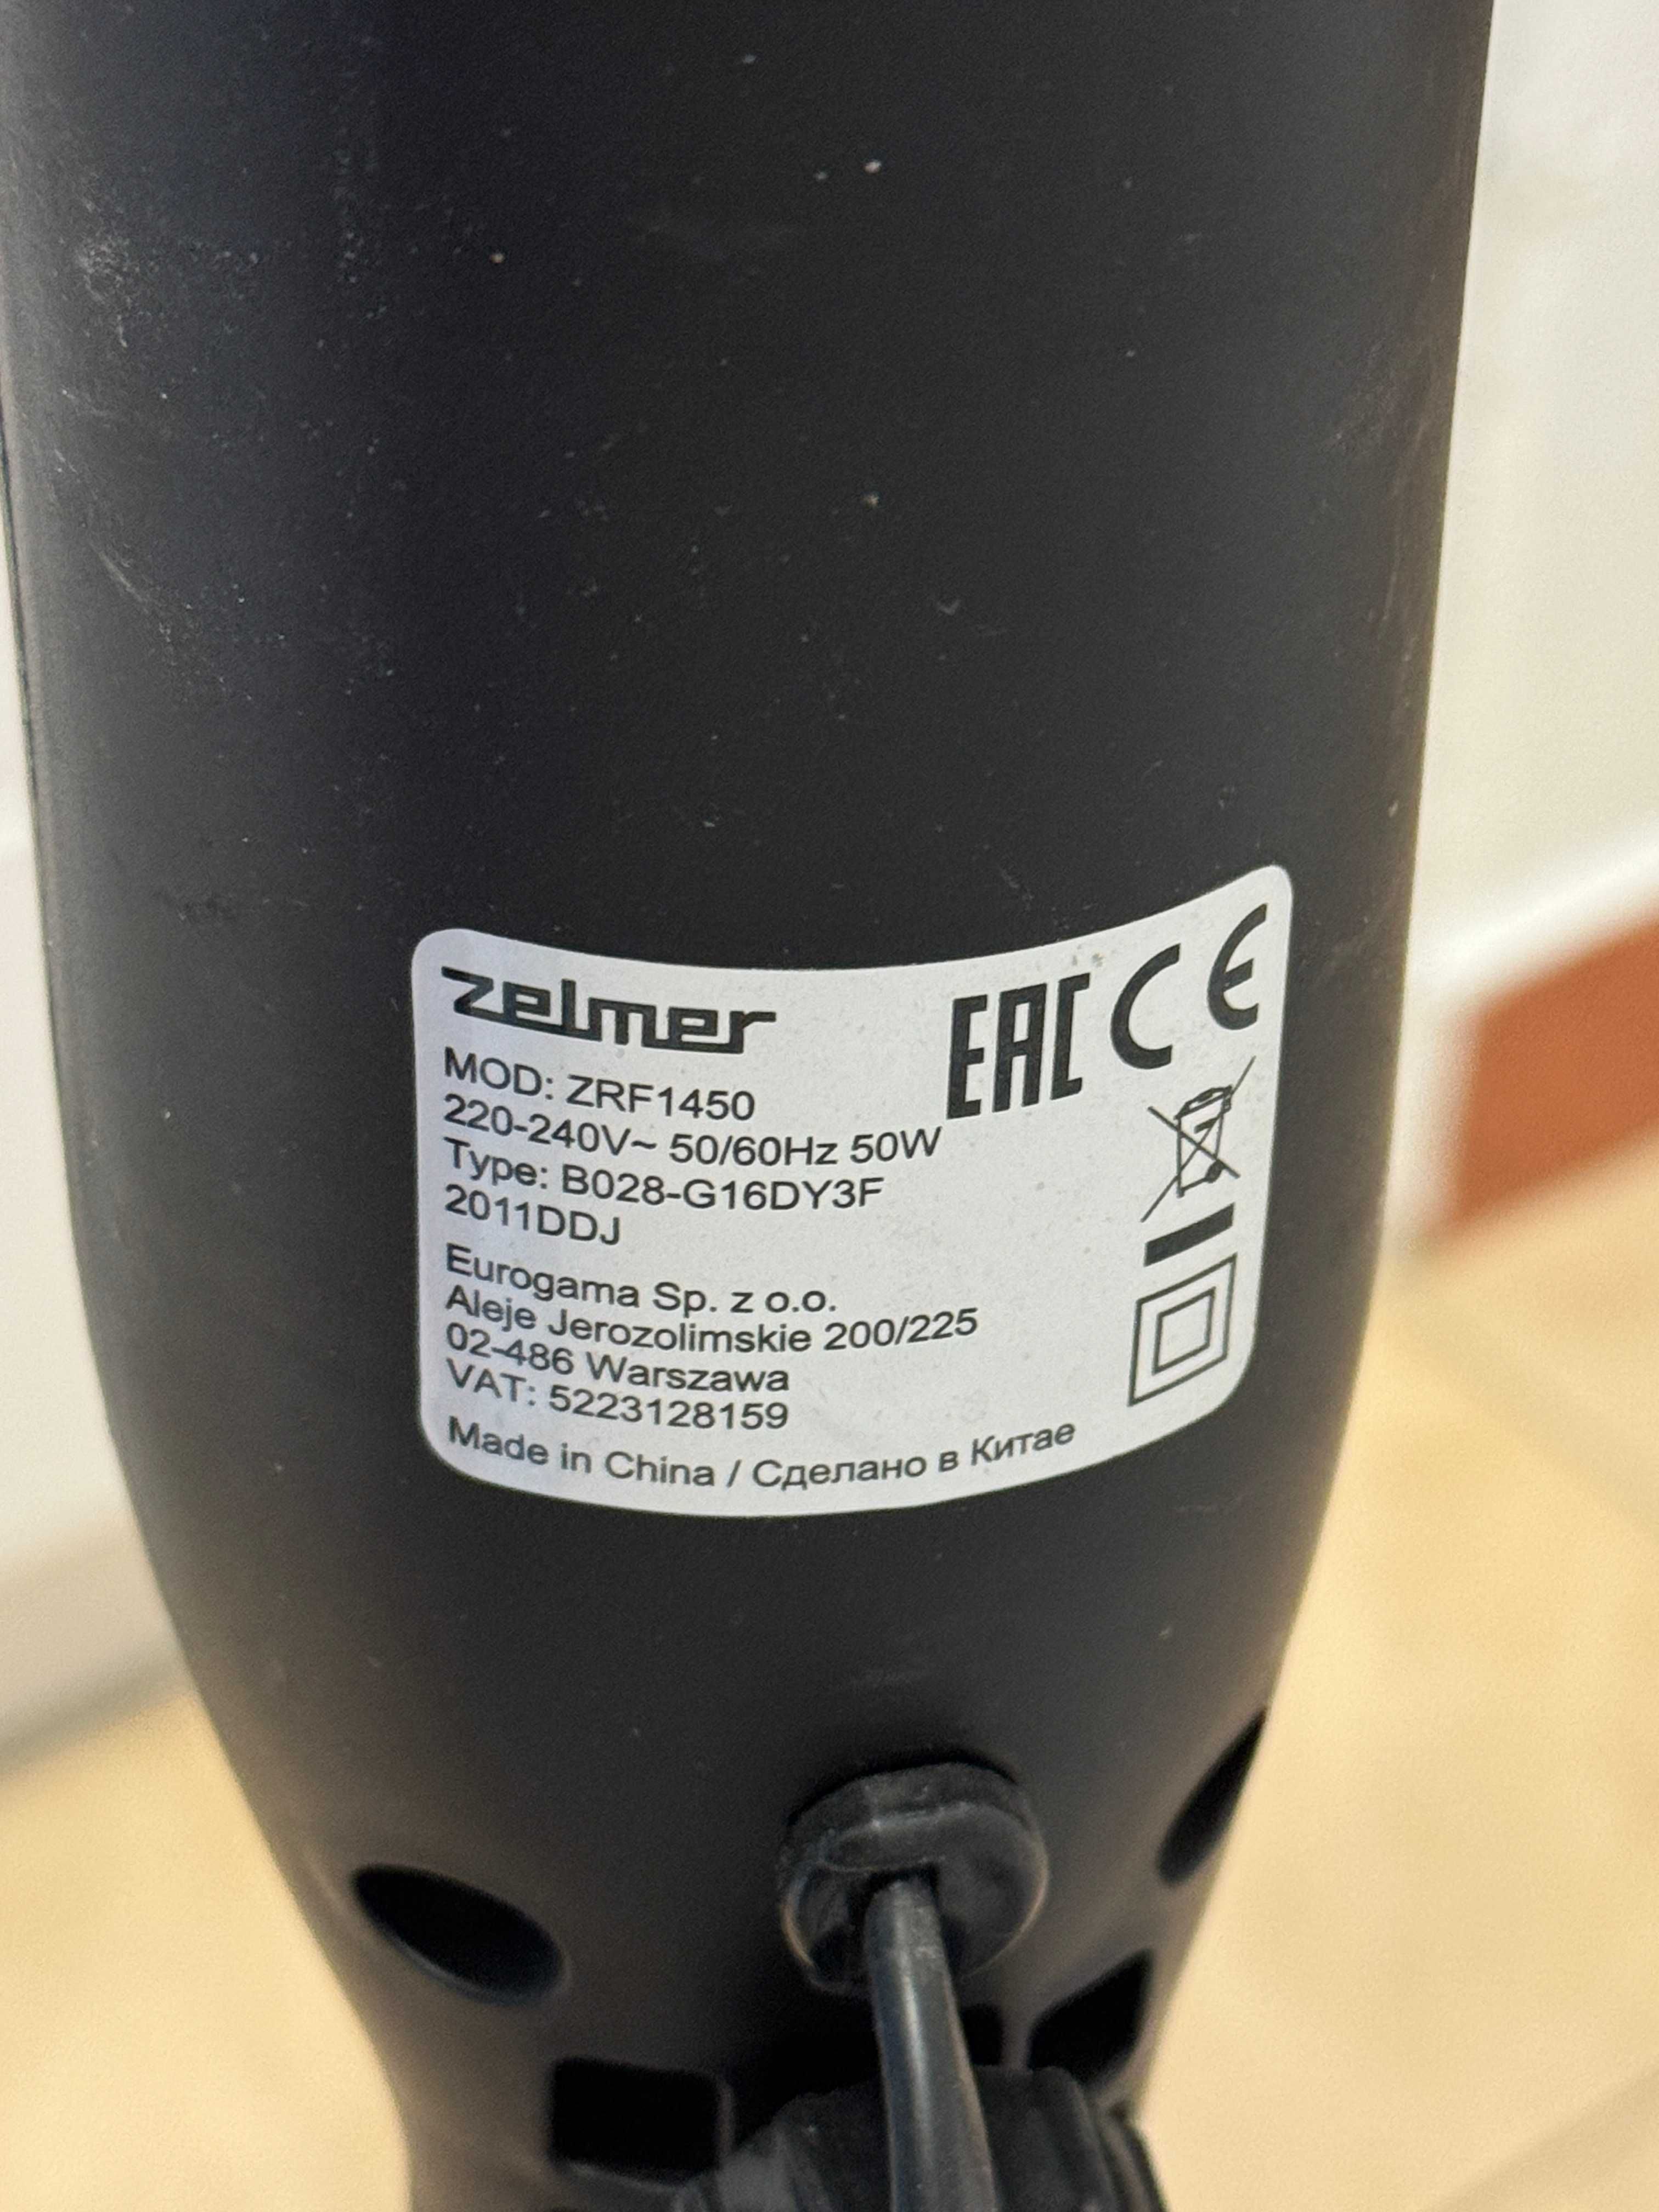 zelmer
EAC CE
MOD: ZRF1450
220-240V~ 50/60Hz 50W
Type: B028-G16DY3F
2011DDJ
Eurogama Sp. z o.o.
Aleje Jerozolimskie 200/225
02-486 Warszawa
VAT: 5223128159
Made in China / Сделано в Китае